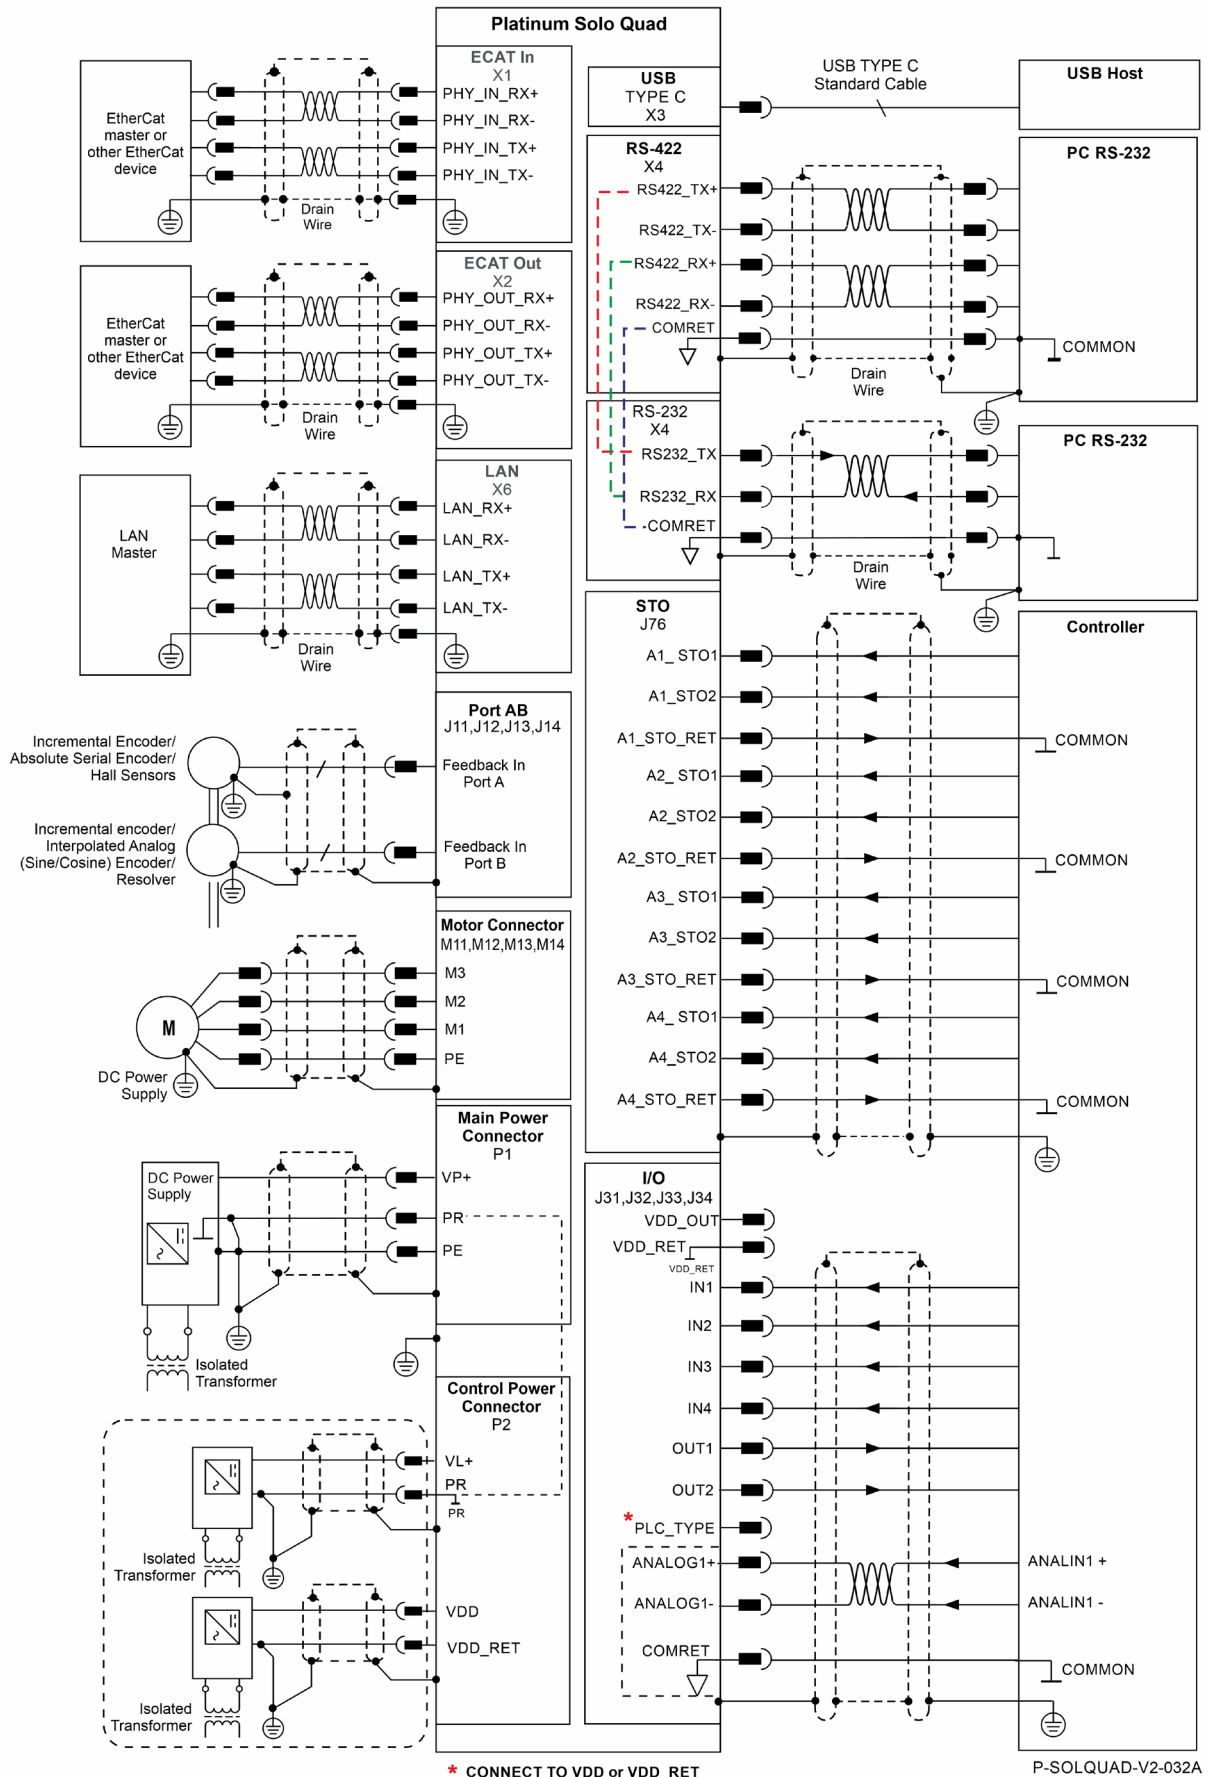 Platinum Solo Quad
ECAT In
X1
PHY_IN_RX+
PHY_IN_RX-
PHY_IN_TX+
PHY_IN_TX-
EtherCat
master or
other EtherCat
device
Drain
Wire
ECAT Out
X2
PHY_OUT_RX+
PHY_OUT_RX-
PHY_OUT_TX+
PHY_OUT_TX-
EtherCat
master or
other EtherCat
device
Drain
Wire
LAN
X6
LAN_RX+
LAN_RX-
LAN_TX+
LAN_TX-
LAN
Master
Drain
Wire
Port AB
J11,J12,J13,J14
Incremental Encoder/
Absolute Serial Encoder/
Hall Sensors
Feedback In
Port A
Incremental encoder/
Interpolated Analog
(Sine/Cosine) Encoder/
Resolver
Feedback In
Port B
Motor Connector
M11,M12,M13,M14
M3
M2
M1
PE
M
DC Power
Supply
Main Power
Connector
P1
DC Power
Supply
VP+
PR
PE
Isolated
Transformer
Control Power
Connector
P2
VL+
PR
PR
Isolated
Transformer
VDD
VDD_RET
Isolated
Transformer
USB
TYPE C
X3
USB TYPE C
Standard Cable
USB Host
RS-422
X4
RS422_TX+
RS422_TX-
RS422_RX+
RS422_RX-
COMRET
PC RS-232
COMMON
Drain
Wire
RS-232
X4
RS232_TX
RS232_RX
COMRET
PC RS-232
Drain
Wire
STO
J76
Controller
A1_ STO1
A1_STO2
A1_STO_RET
COMMON
A2_ STO1
A2_STO2
A2_STO_RET
COMMON
A3_ STO1
A3_STO2
A3_STO_RET
COMMON
A4_ STO1
A4_STO2
A4_STO_RET
COMMON
I/O
J31,J32,J33,J34
VDD_OUT
VDD_RET
VDD_RET
IN1
IN2
IN3
IN4
OUT1
OUT2
* PLC_TYPE
ANALOG1+
ANALIN1 +
ANALOG1-
ANALIN1 -
COMRET
COMMON
* CONNECT TO VDD or VDD_RET
P-SOLQUAD-V2-032A